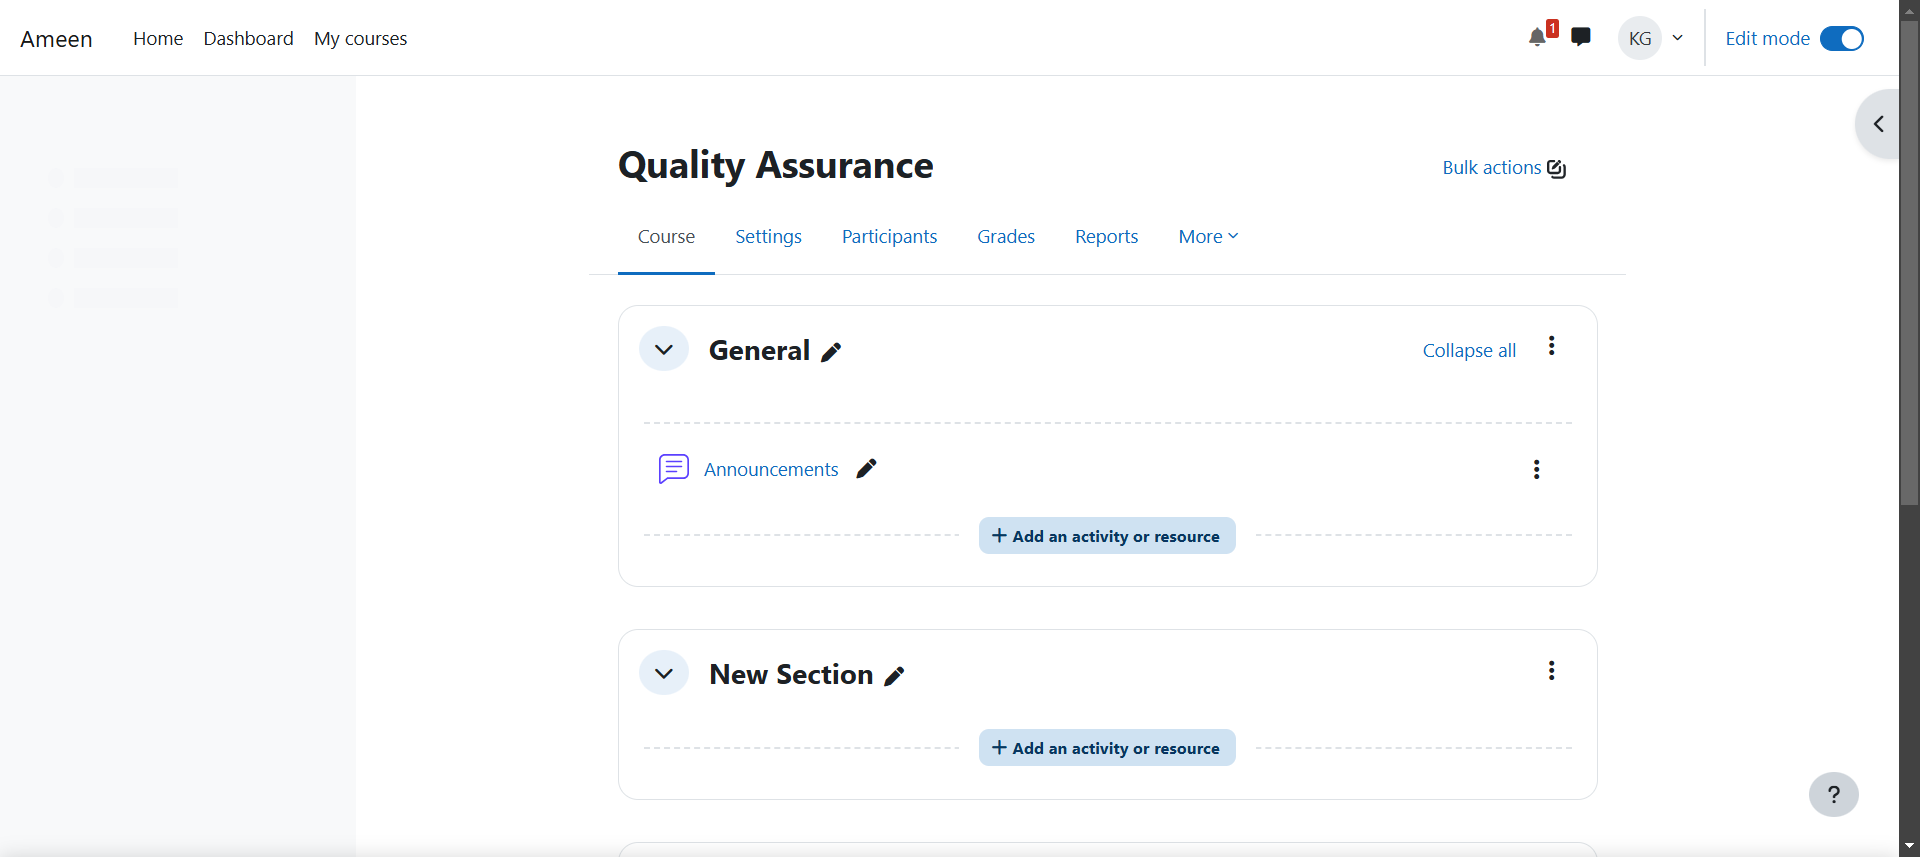 Ameen Home Dashboard My courses 1 KG Edit mode
Quality Assurance Bulk actions
Course Settings Participants Grades Reports More
General Collapse all
Announcements
+ Add an activity or resource
New Section
+ Add an activity or resource
?